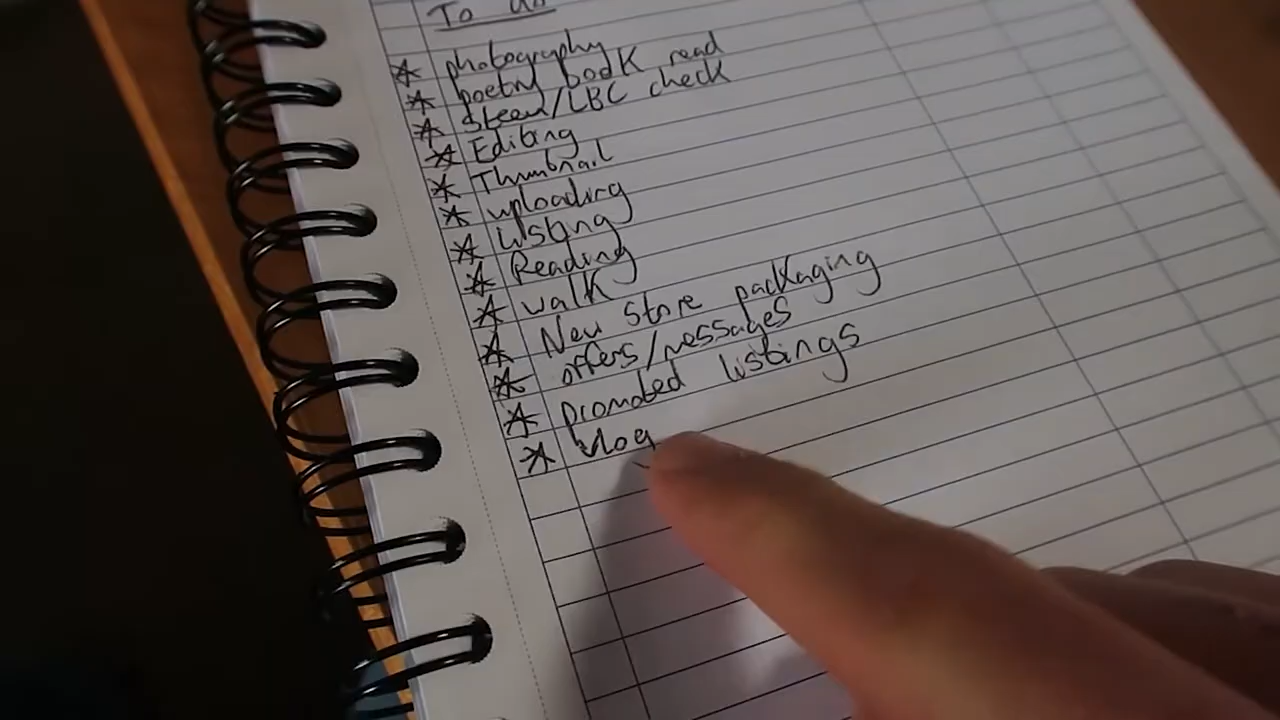 To do
* photography
* poetry book read
* Steem/LBC check
* Editing
* Thumbnail
* uploading
* Listing
* Reading
* walk
* New Store packaging
* offers/messages
* promoted listings
* Vlog